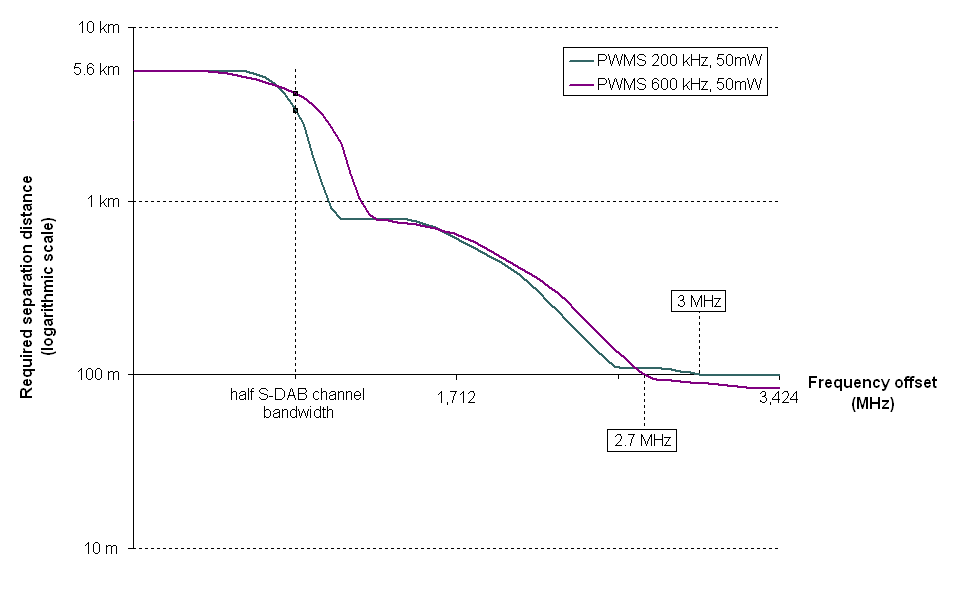 10 km
5.6 km
1 km
100 m
10 m
Required separation distance
(logarithmic scale)
PWMS 200 kHz, 50mW
PWMS 600 kHz, 50mW
3 MHz
2.7 MHz
half S-DAB channel
bandwidth
1,712
3,424
Frequency offset
(MHz)